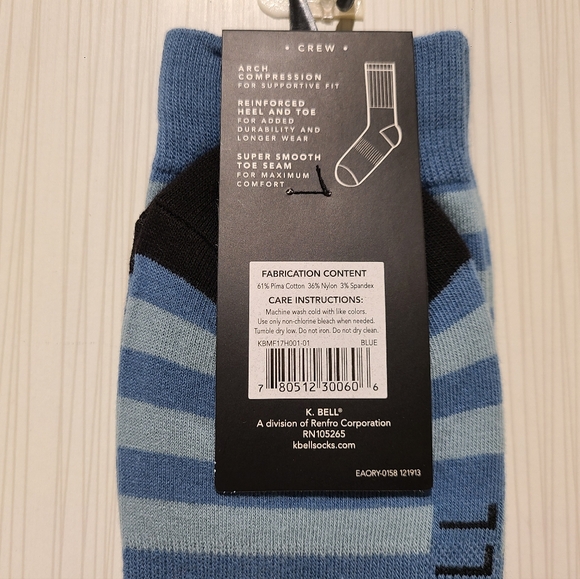 • CREW •
ARCH
COMPRESSION
FOR SUPPORTIVE FIT
REINFORCED
HEEL AND TOE
FOR ADDED
DURABILITY AND
LONGER WEAR
SUPER SMOOTH
TOE SEAM
FOR MAXIMUM
COMFORT
FABRICATION CONTENT
61% Pima Cotton 36% Nylon 3% Spandex
CARE INSTRUCTIONS:
Machine wash cold with like colors.
Use only non-chlorine bleach when needed.
Tumble dry low. Do not iron. Do not dry clean.
KBMF17H001-01 BLUE
7 80512 30060 6
K. BELL®
A division of Renfro Corporation
RN105265
kbellsocks.com
EAORY-0158 121913
LL